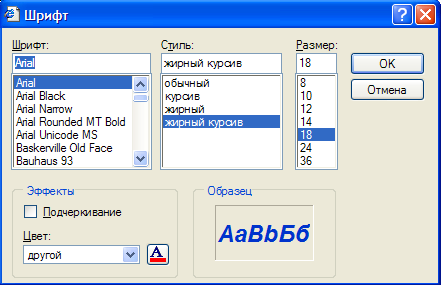 Шрифт
Шрифт: Стиль: Размер:
Arial жирный курсив 18 OK
Arial обычный 8 Отмена
Arial Black курсив 10
Arial Narrow жирный 12
Arial Rounded MT Bold жирный курсив 14
Arial Unicode MS 18
Baskerville Old Face 24
Bauhaus 93 36
Эффекты Образец
Подчеркивание
Цвет: АаBbБб
другой A